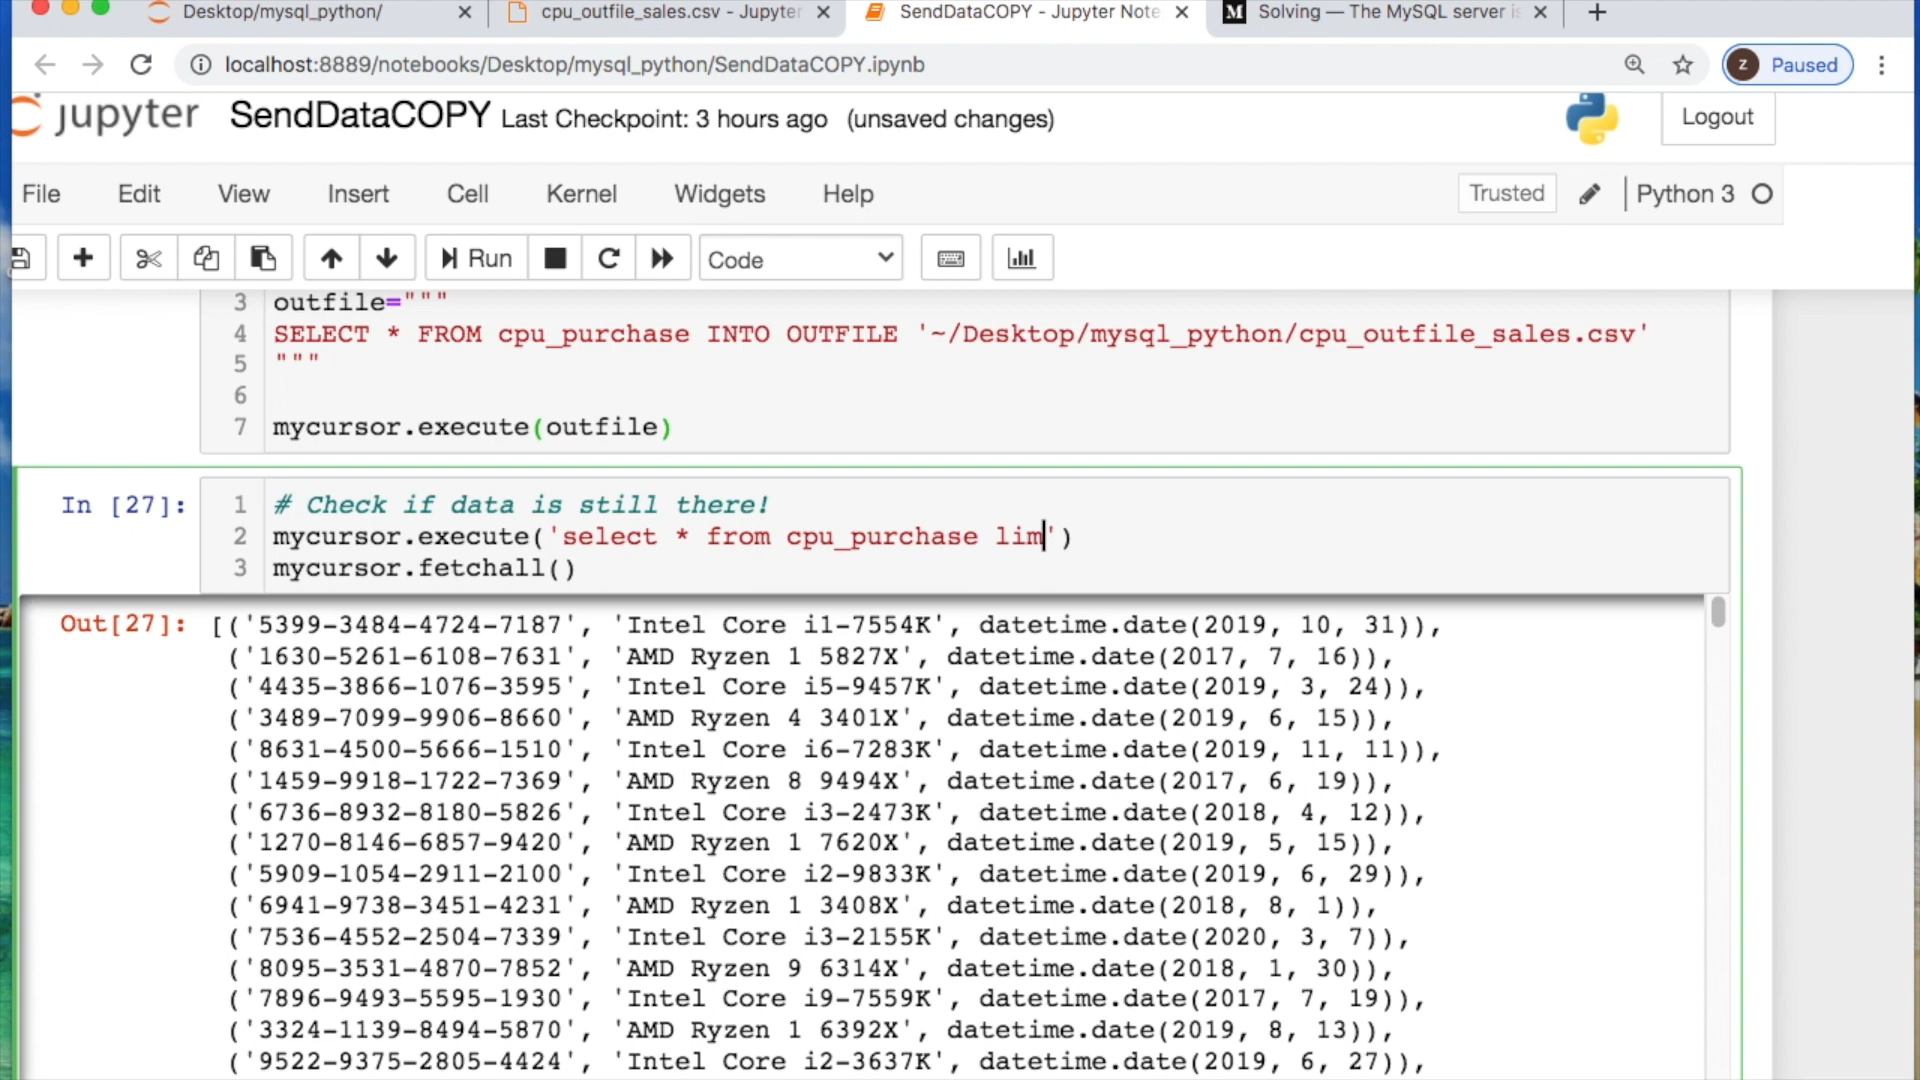 Desktop/mysql_python/
cpu_outfile_sales.csv - Jupyter
SendDataCOPY - Jupyter Note
Solving — The MySQL server is
localhost:8889/notebooks/Desktop/mysql_python/SendDataCOPY.ipynb
z Paused
jupyter SendDataCOPY Last Checkpoint: 3 hours ago (unsaved changes)
Logout
File Edit View Insert Cell Kernel Widgets Help
Trusted Python 3
Run Code
3 outfile="""
4 SELECT * FROM cpu_purchase INTO OUTFILE '~/Desktop/mysql_python/cpu_outfile_sales.csv'
5 """
6
7 mycursor.execute(outfile)
In [27]: 1 # Check if data is still there!
2 mycursor.execute('select * from cpu_purchase lim')
3 mycursor.fetchall()
Out[27]: [('5399-3484-4724-7187', 'Intel Core i1-7554K', datetime.date(2019, 10, 31)),
('1630-5261-6108-7631', 'AMD Ryzen 1 5827X', datetime.date(2017, 7, 16)),
('4435-3866-1076-3595', 'Intel Core i5-9457K', datetime.date(2019, 3, 24)),
('3489-7099-9906-8660', 'AMD Ryzen 4 3401X', datetime.date(2019, 6, 15)),
('8631-4500-5666-1510', 'Intel Core i6-7283K', datetime.date(2019, 11, 11)),
('1459-9918-1722-7369', 'AMD Ryzen 8 9494X', datetime.date(2017, 6, 19)),
('6736-8932-8180-5826', 'Intel Core i3-2473K', datetime.date(2018, 4, 12)),
('1270-8146-6857-9420', 'AMD Ryzen 1 7620X', datetime.date(2019, 5, 15)),
('5909-1054-2911-2100', 'Intel Core i2-9833K', datetime.date(2019, 6, 29)),
('6941-9738-3451-4231', 'AMD Ryzen 1 3408X', datetime.date(2018, 8, 1)),
('7536-4552-2504-7339', 'Intel Core i3-2155K', datetime.date(2020, 3, 7)),
('8095-3531-4870-7852', 'AMD Ryzen 9 6314X', datetime.date(2018, 1, 30)),
('7896-9493-5595-1930', 'Intel Core i9-7559K', datetime.date(2017, 7, 19)),
('3324-1139-8494-5870', 'AMD Ryzen 1 6392X', datetime.date(2019, 8, 13)),
('9522-9375-2805-4424', 'Intel Core i2-3637K', datetime.date(2019, 6, 27)),